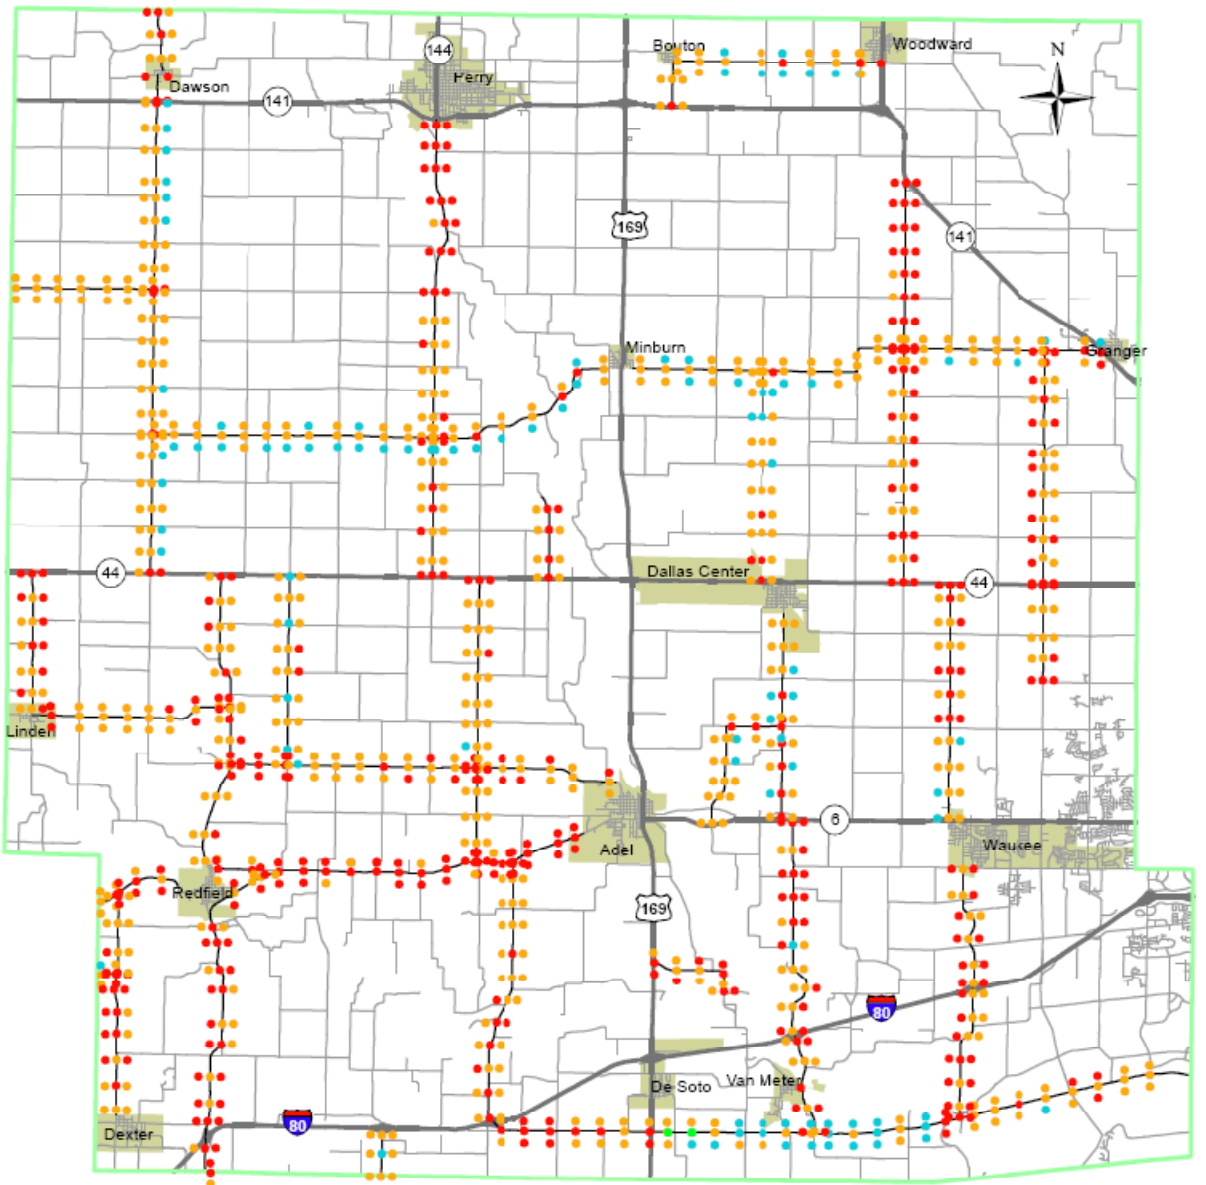 Bouton
Woodward
N
144
Perry
Dawson
141
169
141
Minburn
Granger
Dallas Center
44
44
Linden
6
Adel
Waukee
Redfield
169
80
De Soto
Van Meter
80
Dexter